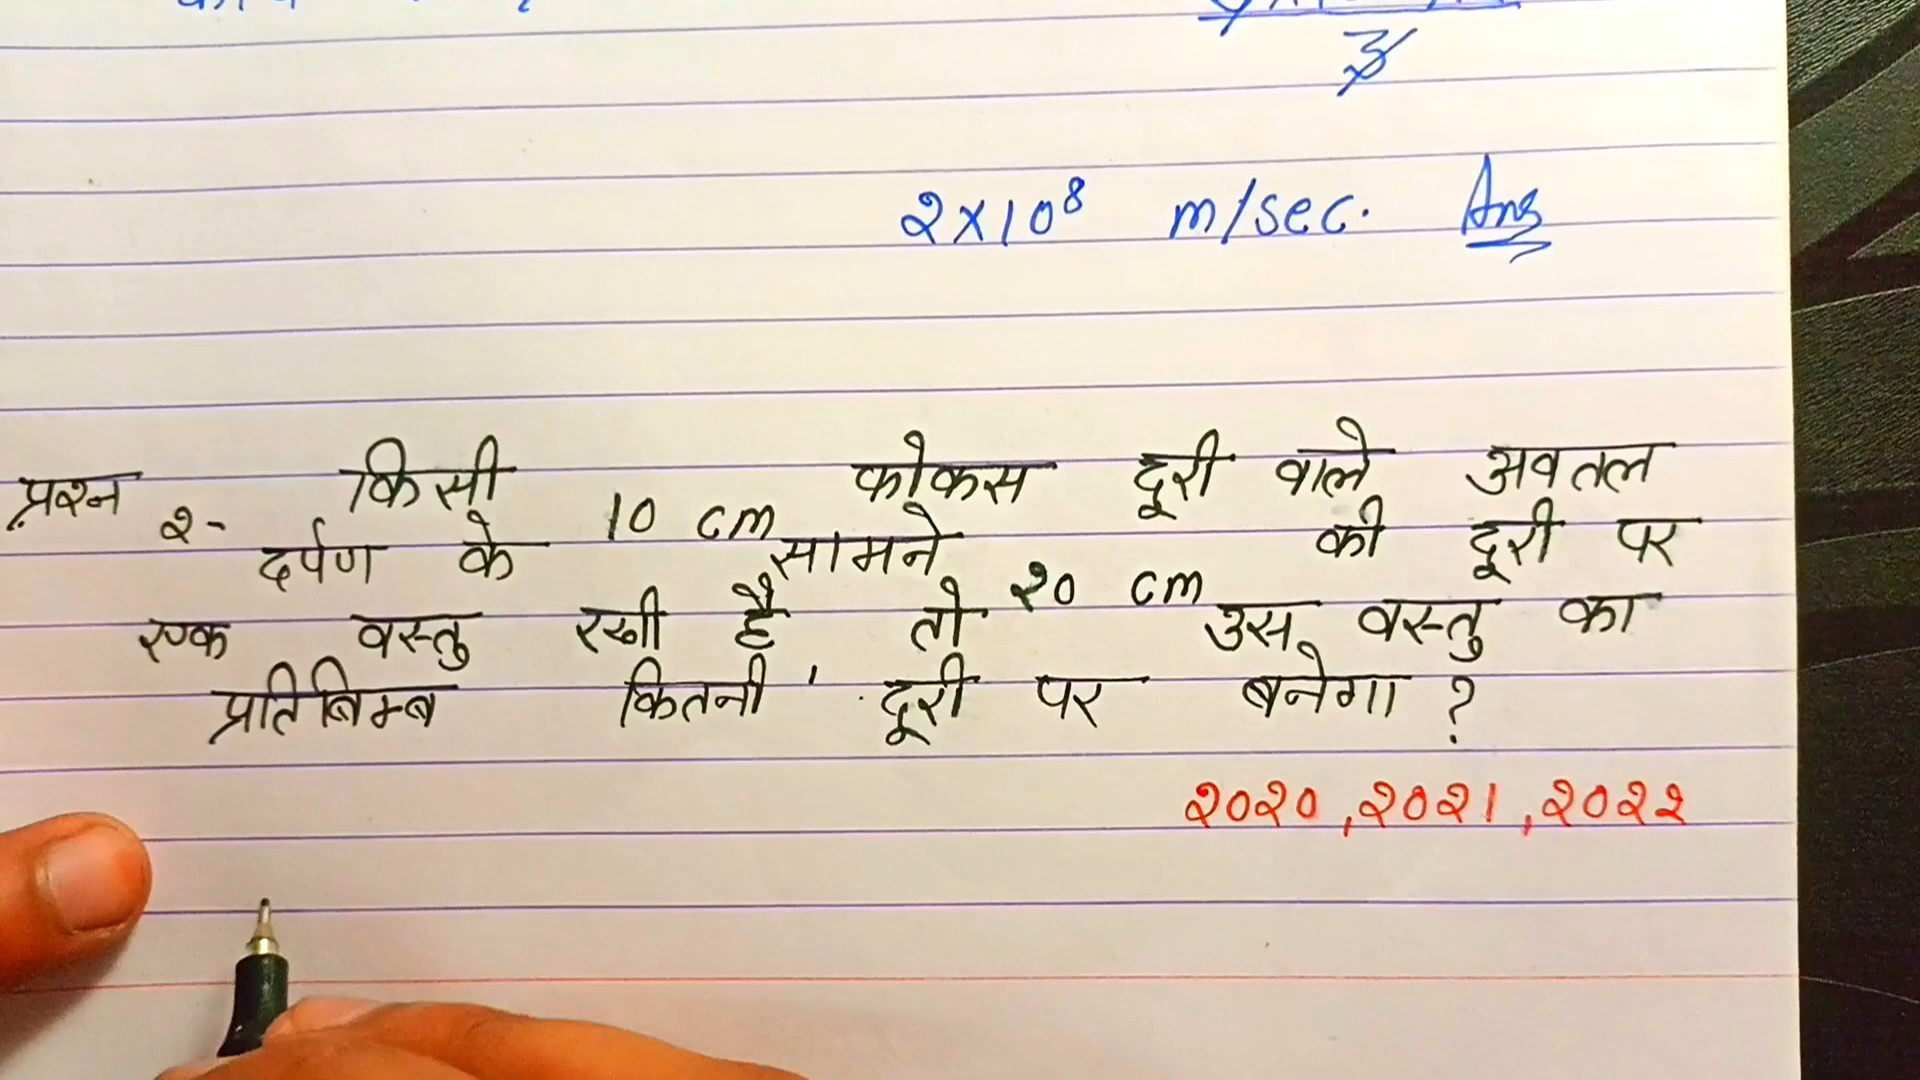 2×10⁸ m/sec. Ans
प्रश्न 2- किसी 10 cm फोकस दूरी वाले अवतल
दर्पण के सामने 20 cm की दूरी पर
एक वस्तु रखी है तो उस वस्तु का
प्रतिबिम्ब कितनी दूरी पर बनेगा ?
2020, 2021, 2022